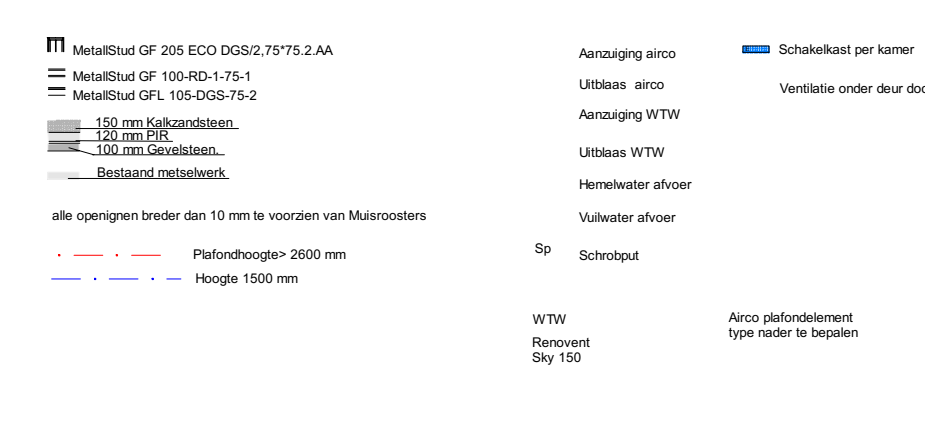 MetallStud GF 205 ECO DGS/2,75*75.2.AA
MetallStud GF 100-RD-1-75-1
MetallStud GFL 105-DGS-75-2
150 mm Kalkzandsteen
120 mm PIR
100 mm Gevelsteen.
Bestaand metselwerk
alle openignen breder dan 10 mm te voorzien van Muisroosters
Plafondhoogte> 2600 mm
Hoogte 1500 mm
Aanzuiging airco
Uitblaas airco
Aanzuiging WTW
Uitblaas WTW
Hemelwater afvoer
Vuilwater afvoer
Sp Schrobput
WTW
Renovent
Sky 150
Schakelkast per kamer
Ventilatie onder deur doo
Airco plafondelement
type nader te bepalen